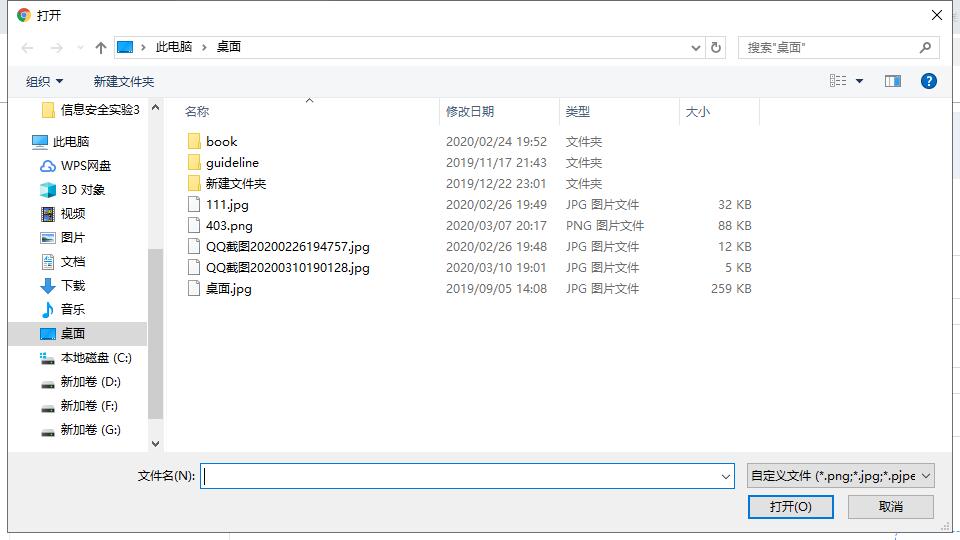 打开
此电脑 › 桌面
搜索"桌面"
组织
新建文件夹
信息安全实验3
此电脑
WPS网盘
3D 对象
视频
图片
文档
下载
音乐
桌面
本地磁盘 (C:)
新加卷 (D:)
新加卷 (F:)
新加卷 (G:)
名称 修改日期 类型 大小
book 2020/02/24 19:52 文件夹
guideline 2019/11/17 21:43 文件夹
新建文件夹 2019/12/22 23:01 文件夹
111.jpg 2020/02/26 19:49 JPG 图片文件 32 KB
403.png 2020/03/07 20:17 PNG 图片文件 88 KB
QQ截图20200226194757.jpg 2020/02/26 19:48 JPG 图片文件 12 KB
QQ截图20200310190128.jpg 2020/03/10 19:01 JPG 图片文件 5 KB
桌面.jpg 2019/09/05 14:08 JPG 图片文件 259 KB
文件名(N):
自定义文件 (*.png;*.jpg;*.pjpe
打开(O)
取消